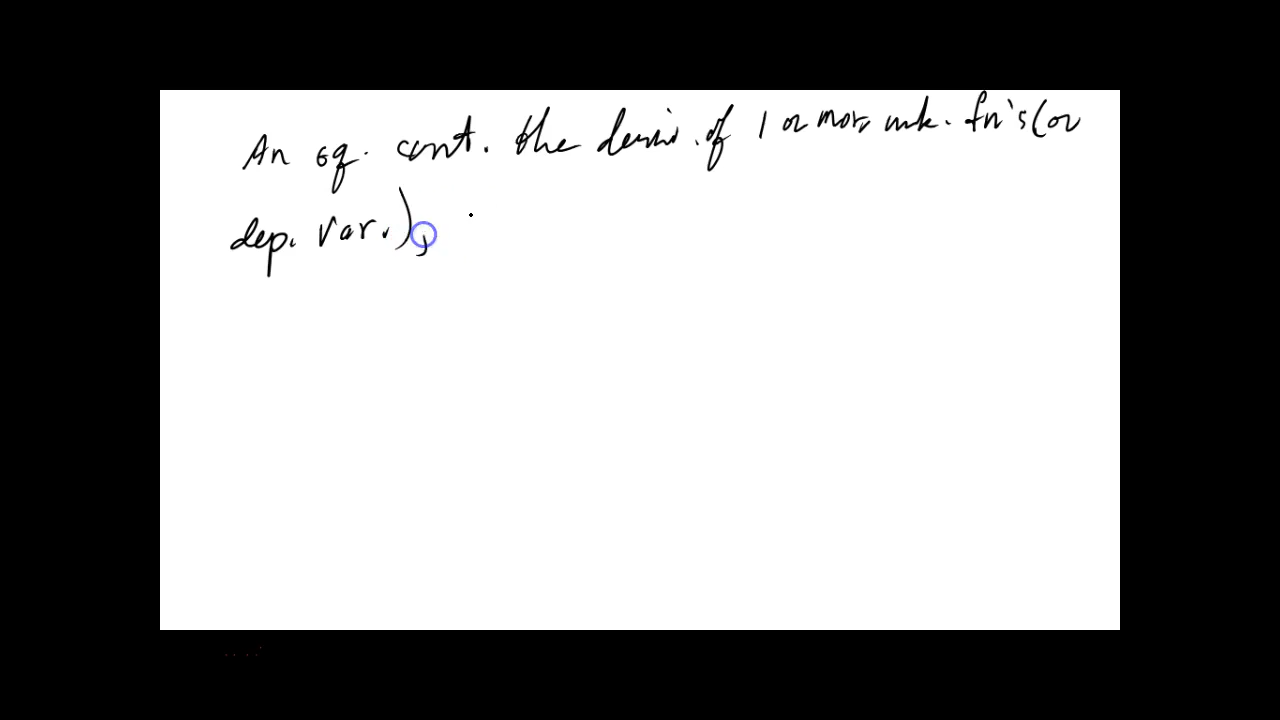 An eq. cont. the deriv. of 1 or more unk. fn's (or
dep. var.),